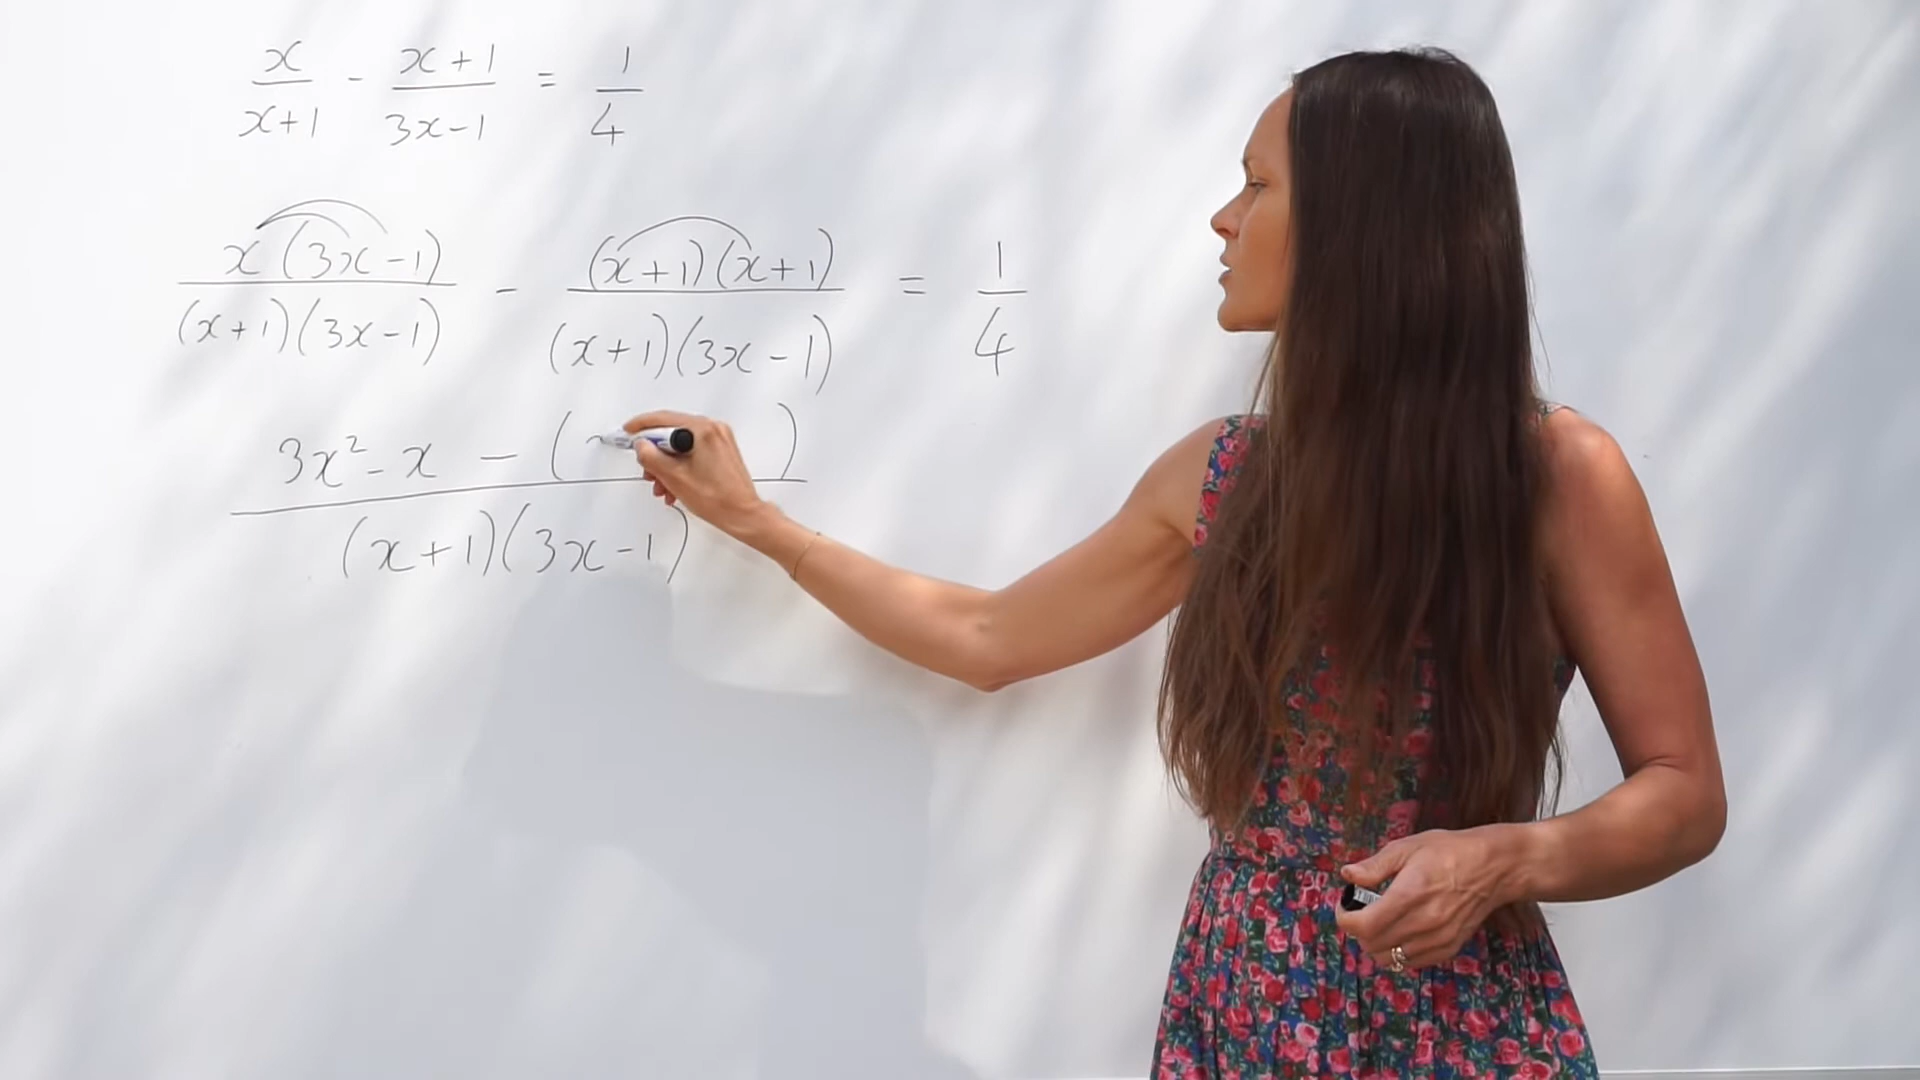 x/(x+1) - (x+1)/(3x-1) = 1/4
x(3x-1)/((x+1)(3x-1)) - (x+1)(x+1)/((x+1)(3x-1)) = 1/4
(3x² - x - ( ))/((x+1)(3x-1))